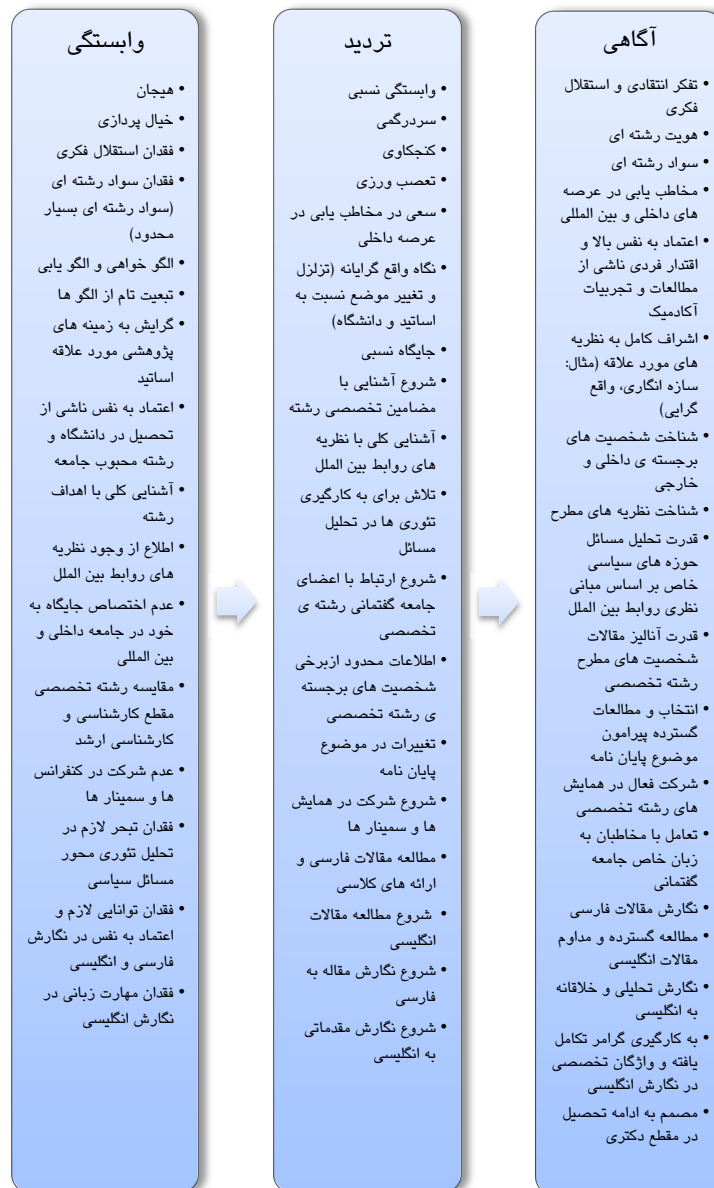 وابستگی
• هیجان
• خیال پردازی
• فقدان استقلال فکری
• فقدان سواد رشته ای
(سواد رشته ای بسیار
محدود)
• الگو خواهی و الگو یابی
• تبعیت تام از الگو ها
• گرایش به زمینه های
پژوهشی مورد علاقه
اساتید
• اعتماد به نفس ناشی از
تحصیل در دانشگاه و
رشته محبوب جامعه
• آشنایی کلی با اهداف
رشته
• اطلاع از وجود نظریه
های روابط بین الملل
• عدم اختصاص جایگاه به
خود در جامعه داخلی و
بین المللی
• مقایسه رشته تخصصی
مقطع کارشناسی و
کارشناسی ارشد
• عدم شرکت در کنفرانس
ها و سمینار ها
• فقدان تبحر لازم در
تحلیل تئوری محور
مسائل سیاسی
• فقدان توانایی لازم و
اعتماد به نفس در نگارش
فارسی و انگلیسی
• فقدان مهارت زبانی در
نگارش انگلیسی
تردید
• وابستگی نسبی
• سردرگمی
• کنجکاوی
• تعصب ورزی
• سعی در مخاطب یابی در
عرصه داخلی
• نگاه واقع گرایانه (تزلزل
و تغییر موضع نسبت به
اساتید و دانشگاه)
• جایگاه نسبی
• شروع آشنایی با
مضامین تخصصی رشته
• آشنایی کلی با نظریه
های روابط بین الملل
• تلاش برای به کارگیری
تئوری ها در تحلیل
مسائل
• شروع ارتباط با اعضای
جامعه گفتمانی رشته ی
تخصصی
• اطلاعات محدود ازبرخی
شخصیت های برجسته
ی رشته تخصصی
• تغییرات در موضوع
پایان نامه
• شروع شرکت در همایش
ها و سمینار ها
• مطالعه مقالات فارسی و
ارائه های کلاسی
• شروع مطالعه مقالات
انگلیسی
• شروع نگارش مقاله به
فارسی
• شروع نگارش مقدماتی
به انگلیسی
آگاهی
• تفکر انتقادی و استقلال
فکری
• هویت رشته ای
• سواد رشته ای
• مخاطب یابی در عرصه
های داخلی و بین المللی
• اعتماد به نفس بالا و
اقتدار فردی ناشی از
مطالعات و تجربیات
آکادمیک
• اشراف کامل به نظریه
های مورد علاقه (مثال:
سازه انگاری، واقع
گرایی)
• شناخت شخصیت های
برجسته ی داخلی و
خارجی
• شناخت نظریه های مطرح
• قدرت تحلیل مسائل
حوزه های سیاسی
خاص بر اساس مبانی
نظری روابط بین الملل
• قدرت آنالیز مقالات
شخصیت های مطرح
رشته تخصصی
• انتخاب و مطالعات
گسترده پیرامون
موضوع پایان نامه
• شرکت فعال در همایش
های رشته تخصصی
• تعامل با مخاطبان به
زبان خاص جامعه
گفتمانی
• نگارش مقالات فارسی
• مطالعه گسترده و مداوم
مقالات انگلیسی
• نگارش تحلیلی و خلاقانه
به انگلیسی
• به کارگیری گرامر تکامل
یافته و واژگان تخصصی
در نگارش انگلیسی
• مصمم به ادامه تحصیل
در مقطع دکتری